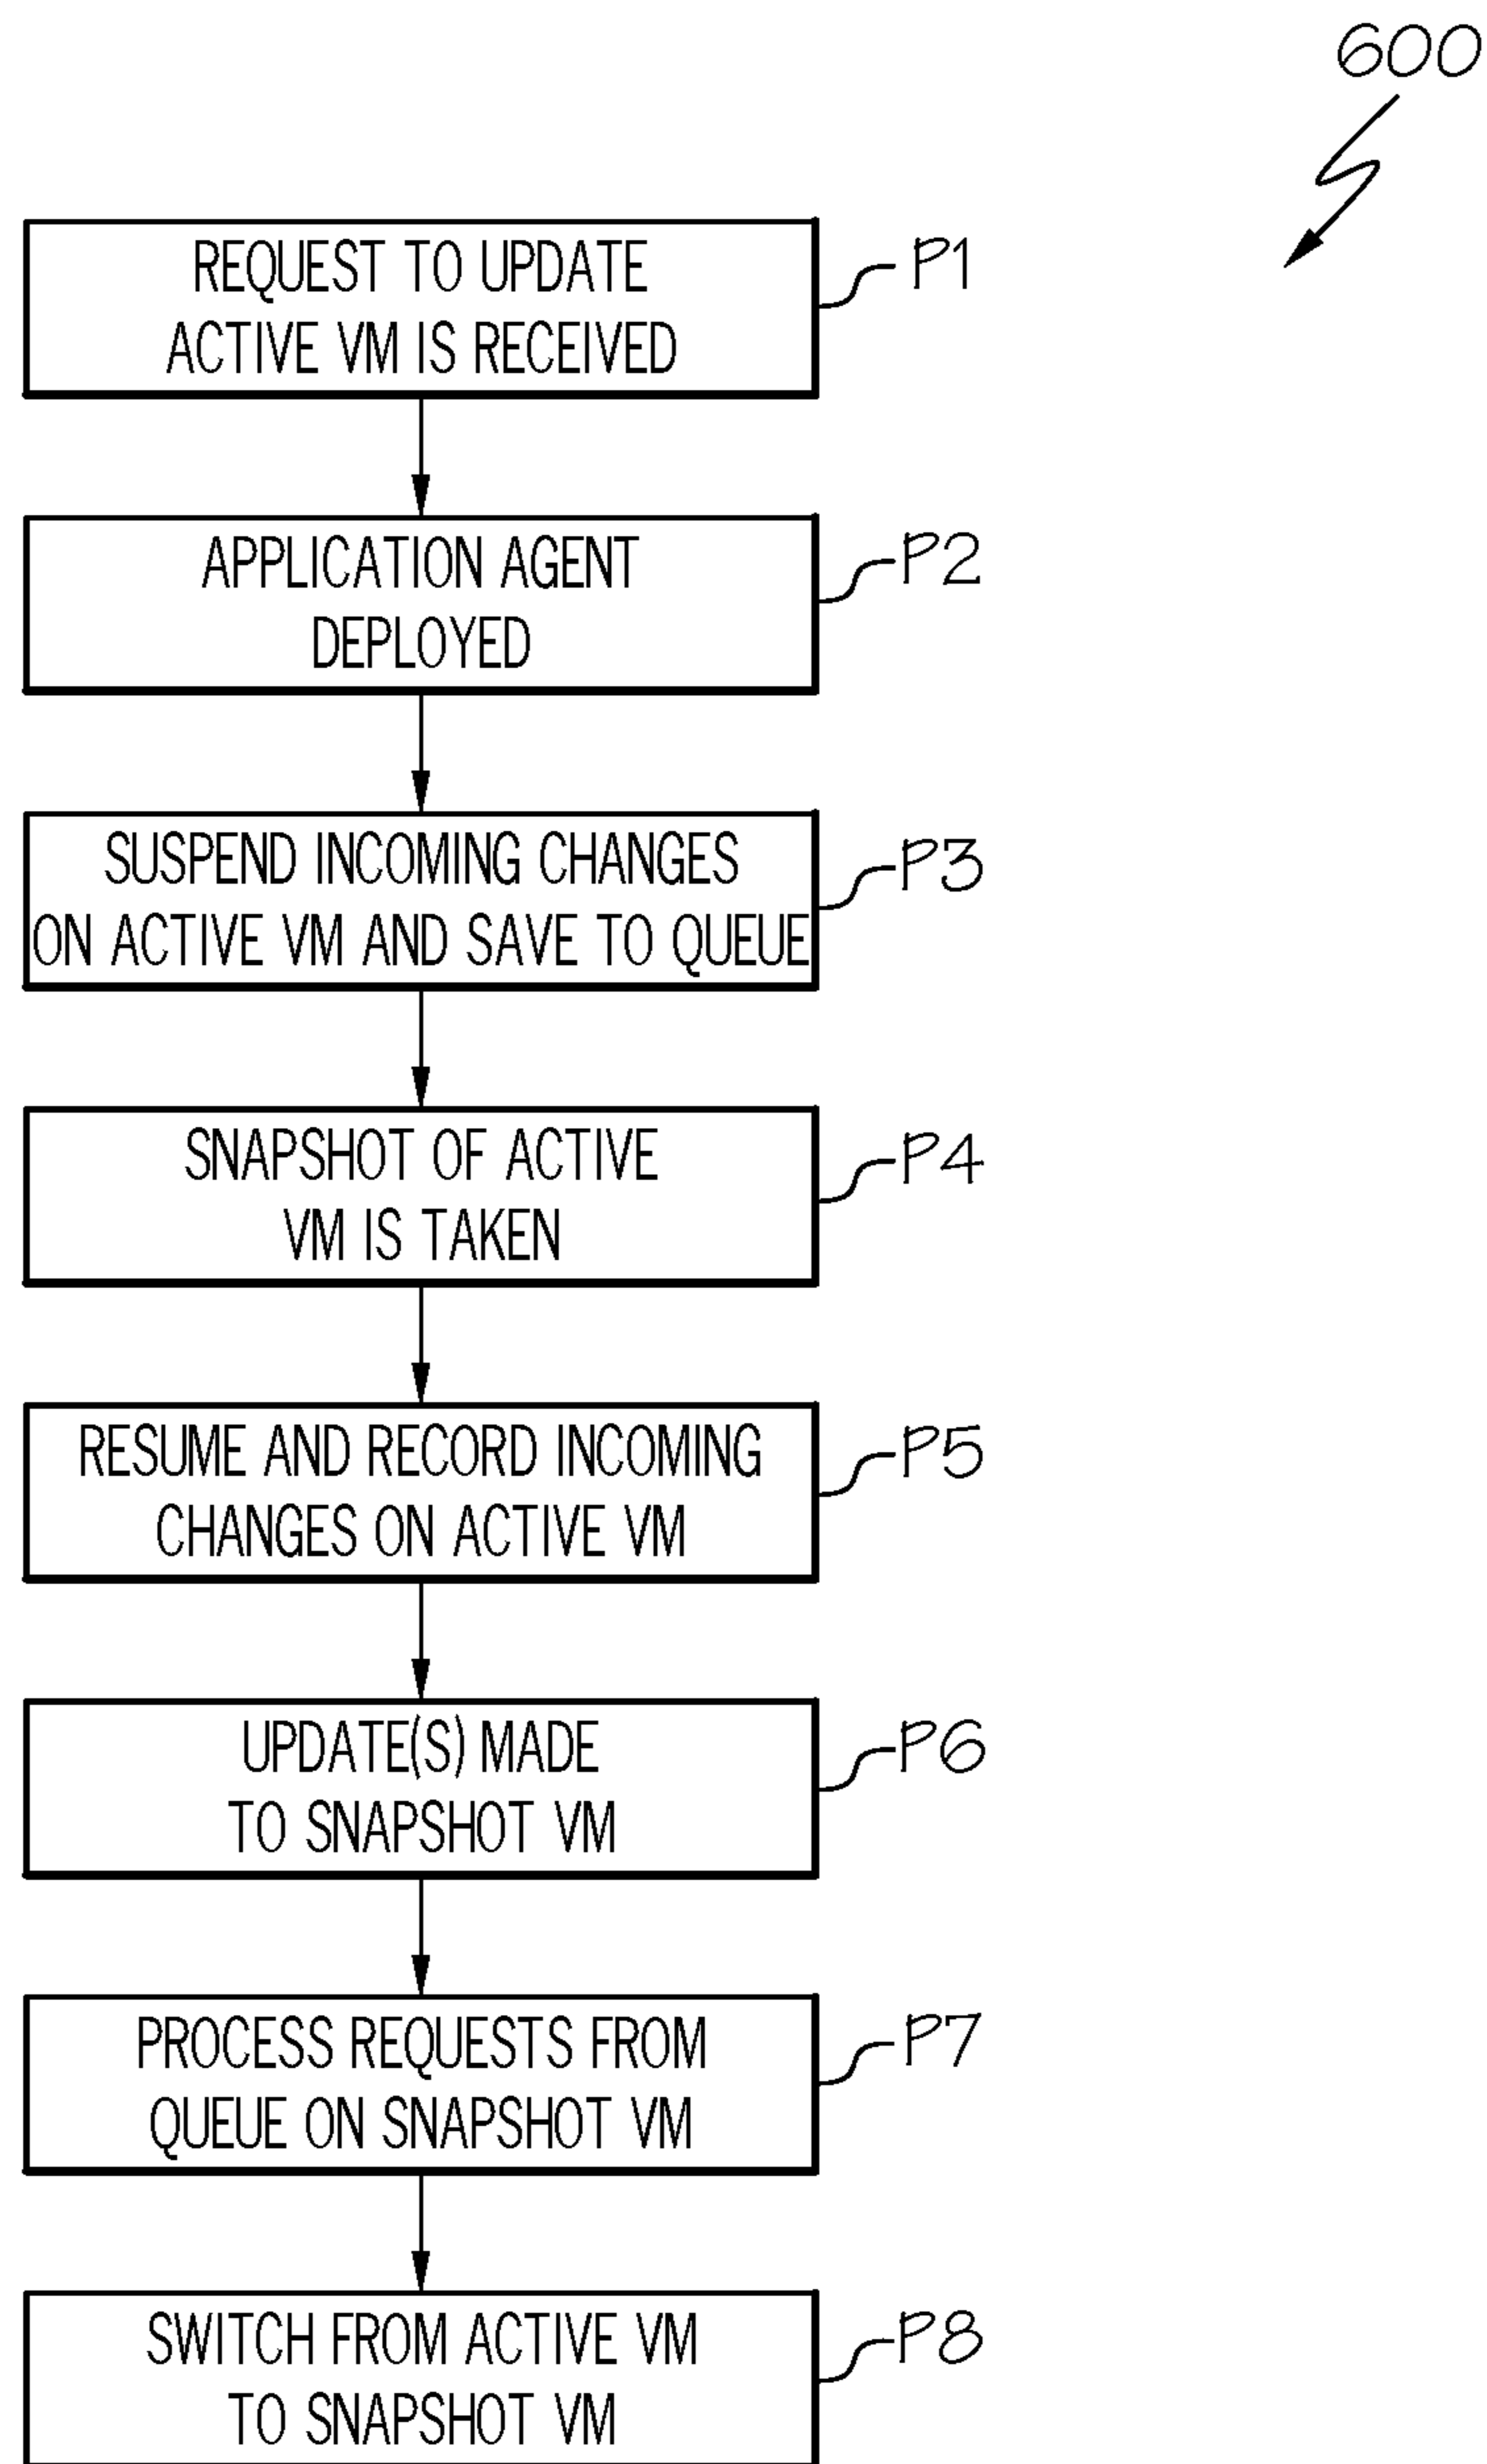 600
REQUEST TO UPDATE
ACTIVE VM IS RECEIVED
P1
APPLICATION AGENT
DEPLOYED
P2
SUSPEND INCOMING CHANGES
ON ACTIVE VM AND SAVE TO QUEUE
P3
SNAPSHOT OF ACTIVE
VM IS TAKEN
P4
RESUME AND RECORD INCOMING
CHANGES ON ACTIVE VM
P5
UPDATE(S) MADE
TO SNAPSHOT VM
P6
PROCESS REQUESTS FROM
QUEUE ON SNAPSHOT VM
P7
SWITCH FROM ACTIVE VM
TO SNAPSHOT VM
P8